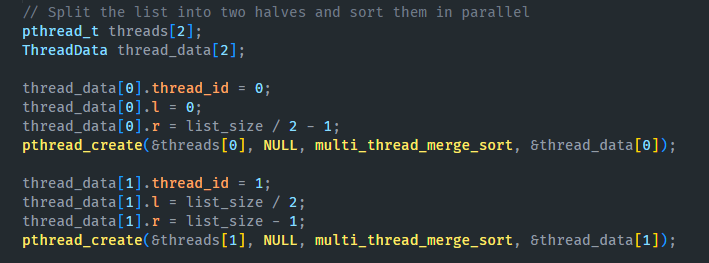 // Split the list into two halves and sort them in parallel
pthread_t threads[2];
ThreadData thread_data[2];
thread_data[0].thread_id = 0;
thread_data[0].l = 0;
thread_data[0].r = list_size / 2 - 1;
pthread_create(&threads[0], NULL, multi_thread_merge_sort, &thread_data[0]);
thread_data[1].thread_id = 1;
thread_data[1].l = list_size / 2;
thread_data[1].r = list_size - 1;
pthread_create(&threads[1], NULL, multi_thread_merge_sort, &thread_data[1]);